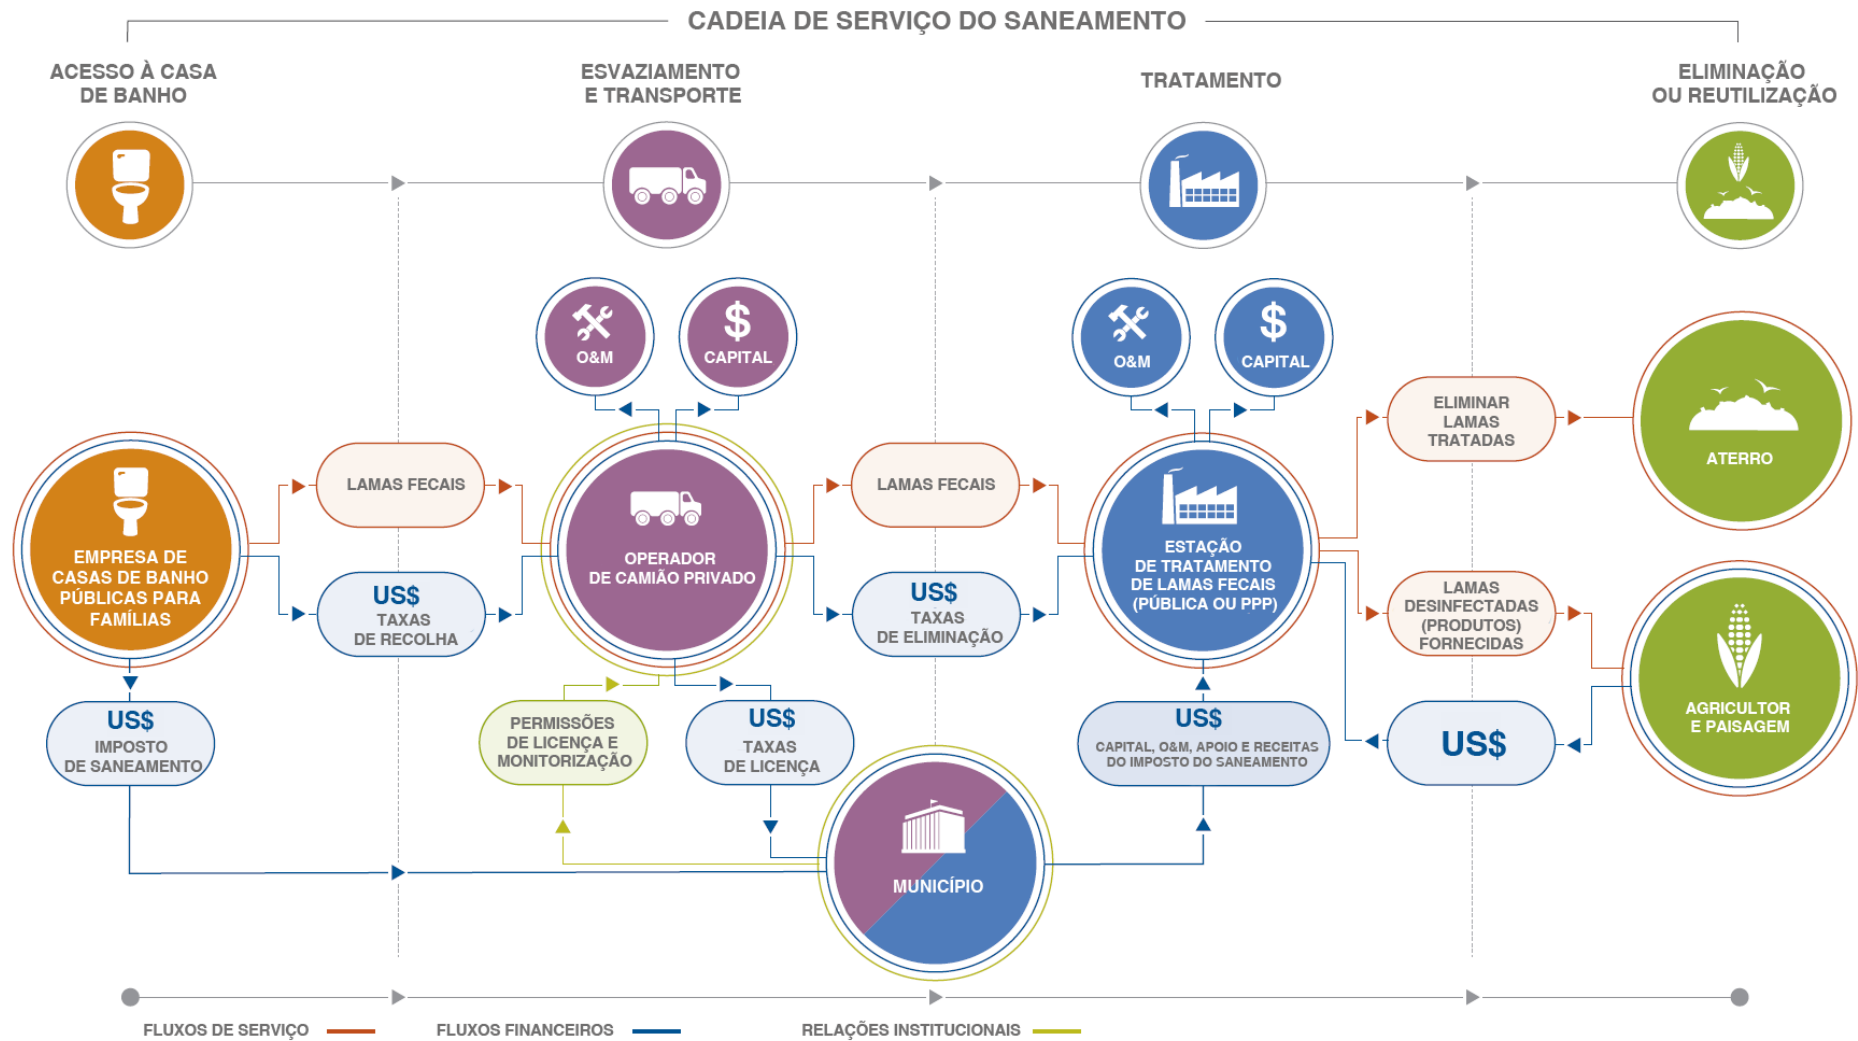 CADEIA DE SERVIÇO DO SANEAMENTO
ACESSO À CASA
DE BANHO
ESVAZIAMENTO
E TRANSPORTE
TRATAMENTO
ELIMINAÇÃO
OU REUTILIZAÇÃO
O&M
$
CAPITAL
O&M
$
CAPITAL
EMPRESA DE
CASAS DE BANHO
PÚBLICAS PARA
FAMÍLIAS
LAMAS FECAIS
US$
TAXAS
DE RECOLHA
OPERADOR
DE CAMIÃO PRIVADO
LAMAS FECAIS
US$
TAXAS
DE ELIMINAÇÃO
ESTAÇÃO
DE TRATAMENTO
DE LAMAS FECAIS
(PÚBLICA OU PPP)
ELIMINAR
LAMAS
TRATADAS
ATERRO
LAMAS
DESINFECTADAS
(PRODUTOS)
FORNECIDAS
AGRICULTOR
E PAISAGEM
US$
IMPOSTO
DE SANEAMENTO
PERMISSÕES
DE LICENÇA E
MONITORIZAÇÃO
US$
TAXAS
DE LICENÇA
US$
CAPITAL, O&M, APOIO E RECEITAS
DO IMPOSTO DO SANEAMENTO
US$
MUNICÍPIO
FLUXOS DE SERVIÇO
FLUXOS FINANCEIROS
RELAÇÕES INSTITUCIONAIS